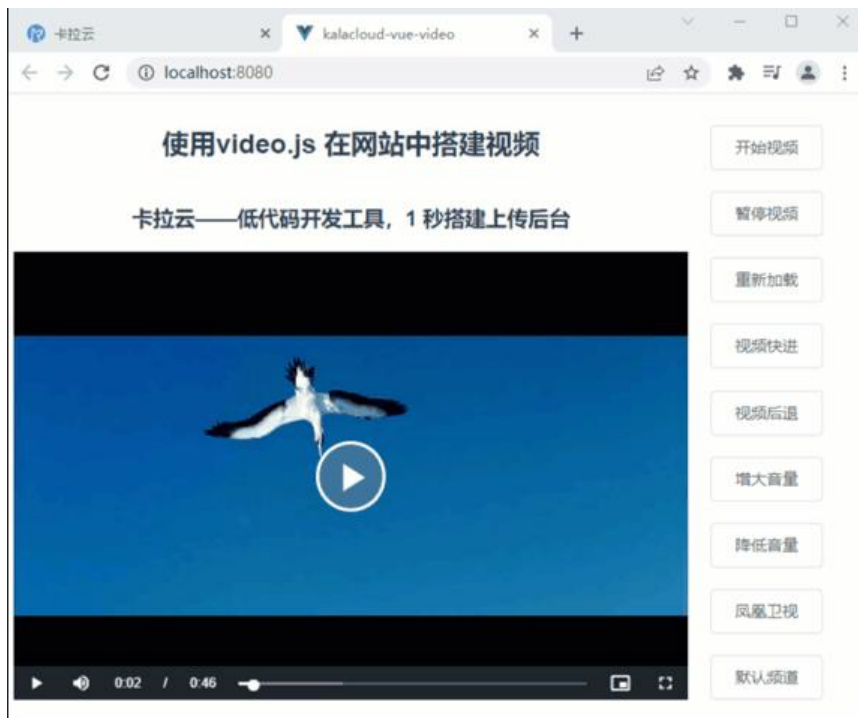 卡拉云
kalacloud-vue-video
localhost:8080
使用video.js 在网站中搭建视频
卡拉云——低代码开发工具，1 秒搭建上传后台
开始视频
暂停视频
重新加载
视频快进
视频后退
增大音量
降低音量
凤凰卫视
默认频道
0:02 / 0:46